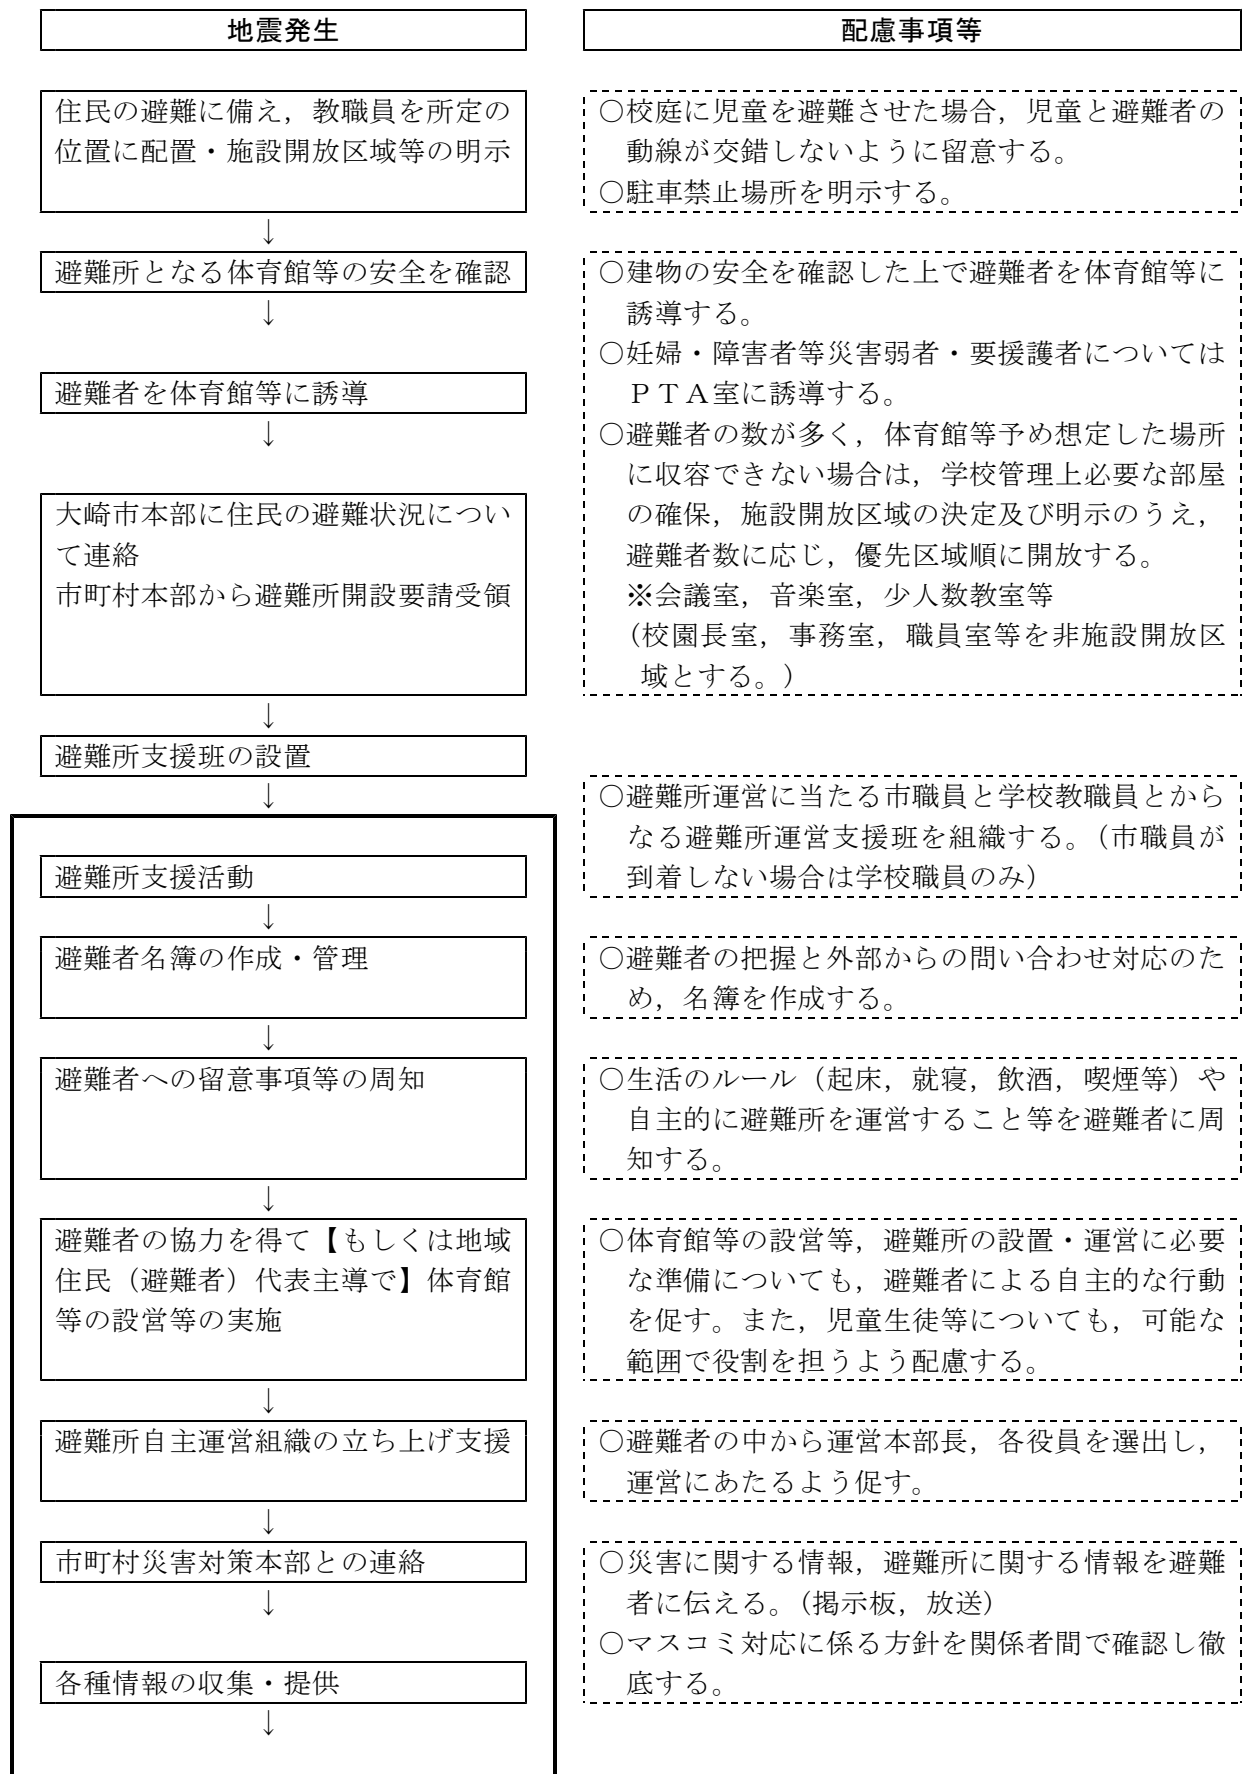 地震発生
配慮事項等
住民の避難に備え，教職員を所定の
位置に配置・施設開放区域等の明示
○校庭に児童を避難させた場合，児童と避難者の
動線が交錯しないように留意する。
○駐車禁止場所を明示する。
↓
避難所となる体育館等の安全を確認
↓
避難者を体育館等に誘導
↓
大崎市本部に住民の避難状況につい
て連絡
市町村本部から避難所開設要請受領
○建物の安全を確認した上で避難者を体育館等に
誘導する。
○妊婦・障害者等災害弱者・要援護者については
ＰＴＡ室に誘導する。
○避難者の数が多く，体育館等予め想定した場所
に収容できない場合は，学校管理上必要な部屋
の確保，施設開放区域の決定及び明示のうえ，
避難者数に応じ，優先区域順に開放する。
※会議室，音楽室，少人数教室等
（校園長室，事務室，職員室等を非施設開放区
域とする。）
↓
避難所支援班の設置
↓
○避難所運営に当たる市職員と学校教職員とから
なる避難所運営支援班を組織する。（市職員が
到着しない場合は学校職員のみ）
避難所支援活動
↓
避難者名簿の作成・管理
○避難者の把握と外部からの問い合わせ対応のた
め，名簿を作成する。
↓
避難者への留意事項等の周知
○生活のルール（起床，就寝，飲酒，喫煙等）や
自主的に避難所を運営すること等を避難者に周
知する。
↓
避難者の協力を得て【もしくは地域
住民（避難者）代表主導で】体育館
等の設営等の実施
○体育館等の設営等，避難所の設置・運営に必要
な準備についても，避難者による自主的な行動
を促す。また，児童生徒等についても，可能な
範囲で役割を担うよう配慮する。
↓
避難所自主運営組織の立ち上げ支援
○避難者の中から運営本部長，各役員を選出し，
運営にあたるよう促す。
↓
市町村災害対策本部との連絡
↓
各種情報の収集・提供
↓
○災害に関する情報，避難所に関する情報を避難
者に伝える。（掲示板，放送）
○マスコミ対応に係る方針を関係者間で確認し徹
底する。